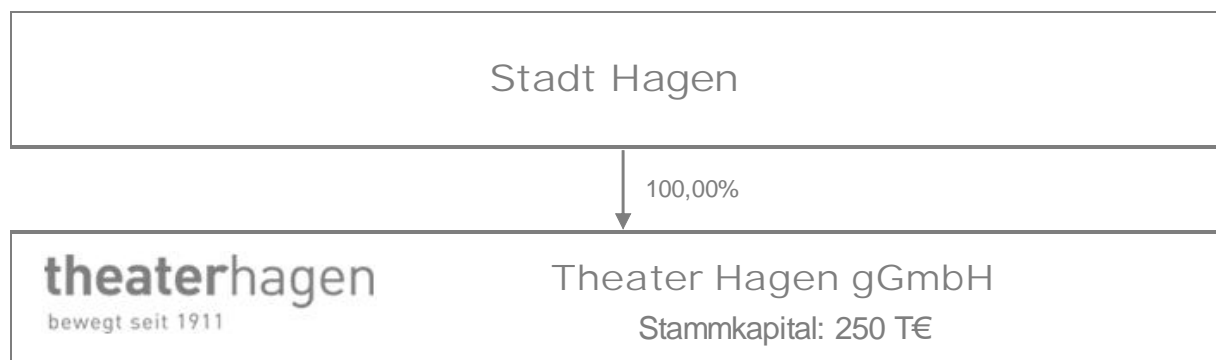 Stadt Hagen
100,00%
theaterhagen
bewegt seit 1911
Theater Hagen gGmbH
Stammkapital: 250 T€